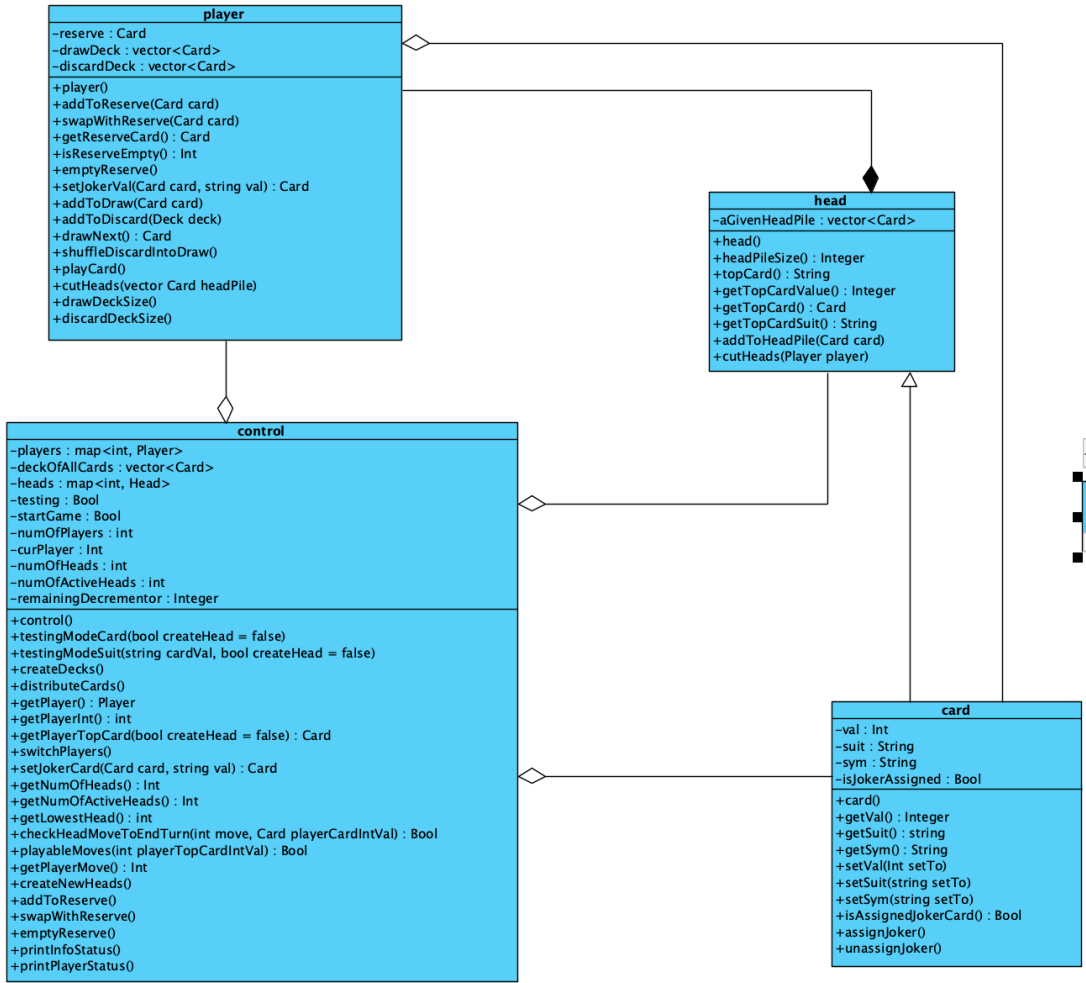 player
-reserve : Card
-drawDeck : vector<Card>
-discardDeck : vector<Card>
+player()
+addToReserve(Card card)
+swapWithReserve(Card card)
+getReserveCard() : Card
+isReserveEmpty() : Int
+emptyReserve()
+setJokerVal(Card card, string val) : Card
+addToDraw(Card card)
+addToDiscard(Deck deck)
+drawNext() : Card
+shuffleDiscardIntoDraw()
+playCard()
+cutHeads(vector Card headPile)
+drawDeckSize()
+discardDeckSize()
head
-aGivenHeadPile : vector<Card>
+head()
+headPileSize() : Integer
+topCard() : String
+getTopCardValue() : Integer
+getTopCard() : Card
+getTopCardSuit() : String
+addToHeadPile(Card card)
+cutHeads(Player player)
control
-players : map<int, Player>
-deckOfAllCards : vector<Card>
-heads : map<int, Head>
-testing : Bool
-startGame : Bool
-numOfPlayers : int
-curPlayer : Int
-numOfHeads : int
-numOfActiveHeads : int
-remainingDecrementor : Integer
+control()
+testingModeCard(bool createHead = false)
+testingModeSuit(string cardVal, bool createHead = false)
+createDecks()
+distributeCards()
+getPlayer() : Player
+getPlayerInt() : int
+getPlayerTopCard(bool createHead = false) : Card
+switchPlayers()
+setJokerCard(Card card, string val) : Card
+getNumOfHeads() : Int
+getNumOfActiveHeads() : Int
+getLowestHead() : int
+checkHeadMoveToEndTurn(int move, Card playerCardIntVal) : Bool
+playableMoves(int playerTopCardIntVal) : Bool
+getPlayerMove() : Int
+createNewHeads()
+addToReserve()
+swapWithReserve()
+emptyReserve()
+printInfoStatus()
+printPlayerStatus()
card
-val : Int
-suit : String
-sym : String
-isJokerAssigned : Bool
+card()
+getVal() : Integer
+getSuit() : string
+getSym() : String
+setVal(Int setTo)
+setSuit(string setTo)
+setSym(string setTo)
+isAssignedJokerCard() : Bool
+assignJoker()
+unassignJoker()